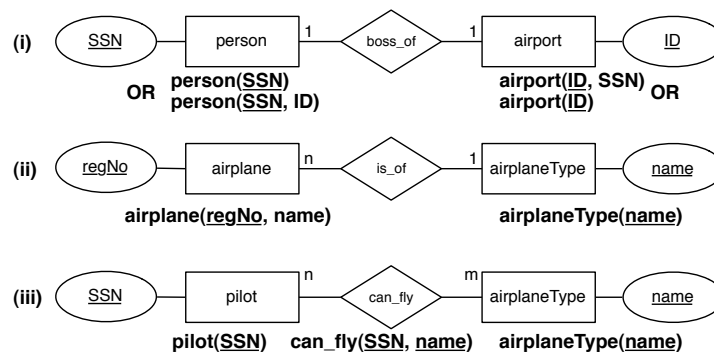 (i) SSN person 1 boss_of 1 airport ID
OR person(SSN) airport(ID, SSN) OR
person(SSN, ID) airport(ID)
(ii) regNo airplane n is_of 1 airplaneType name
airplane(regNo, name) airplaneType(name)
(iii) SSN pilot n can_fly m airplaneType name
pilot(SSN) can_fly(SSN, name) airplaneType(name)